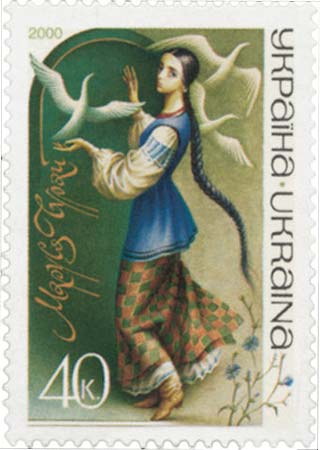 2000
Маруся Чурай
УКРАЇНА • UKRAINA
40 К.